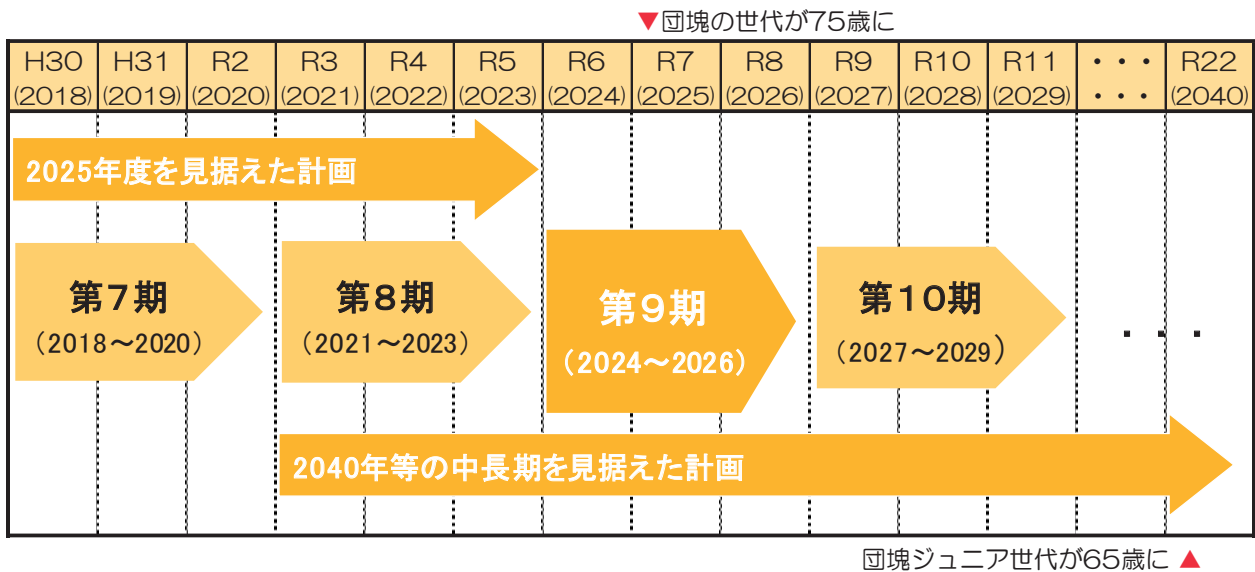 ▼団塊の世代が75歳に
H30 H31 R2 R3 R4 R5 R6 R7 R8 R9 R10 R11 ・・・ R22
(2018) (2019) (2020) (2021) (2022) (2023) (2024) (2025) (2026) (2027) (2028) (2029) ・・・ (2040)
2025年度を見据えた計画
第7期
（2018～2020）
第8期
（2021～2023）
第9期
（2024～2026）
第10期
（2027～2029）
・・・
2040年等の中長期を見据えた計画
団塊ジュニア世代が65歳に ▲